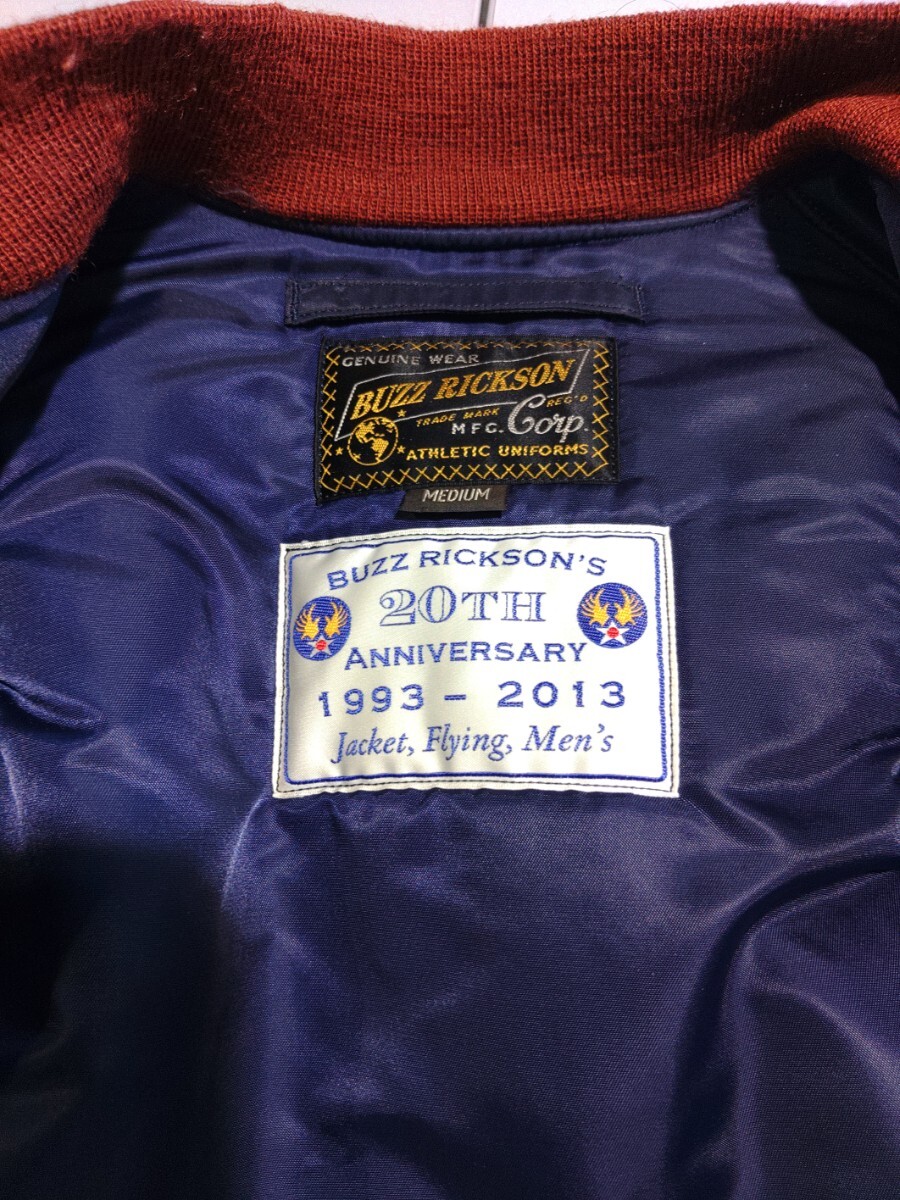 GENUINE WEAR
BUZZ RICKSON
TRADE MARK REG'D
MFG. Corp.
ATHLETIC UNIFORMS
MEDIUM
BUZZ RICKSON'S
20TH
ANNIVERSARY
1993 - 2013
Jacket, Flying, Men's